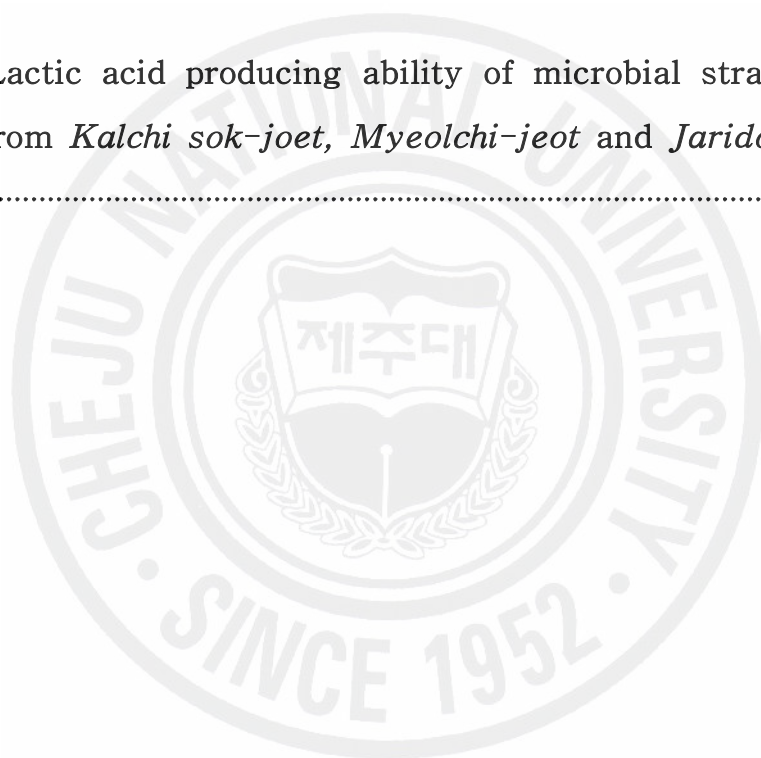 Lactic acid producing ability of microbial stra
rom Kalchi sok-joet, Myeolchi-jeot and Jarido
................................................................................
CHEJU NATIONAL UNIVERSITY
제주대
· SINCE 1952 ·